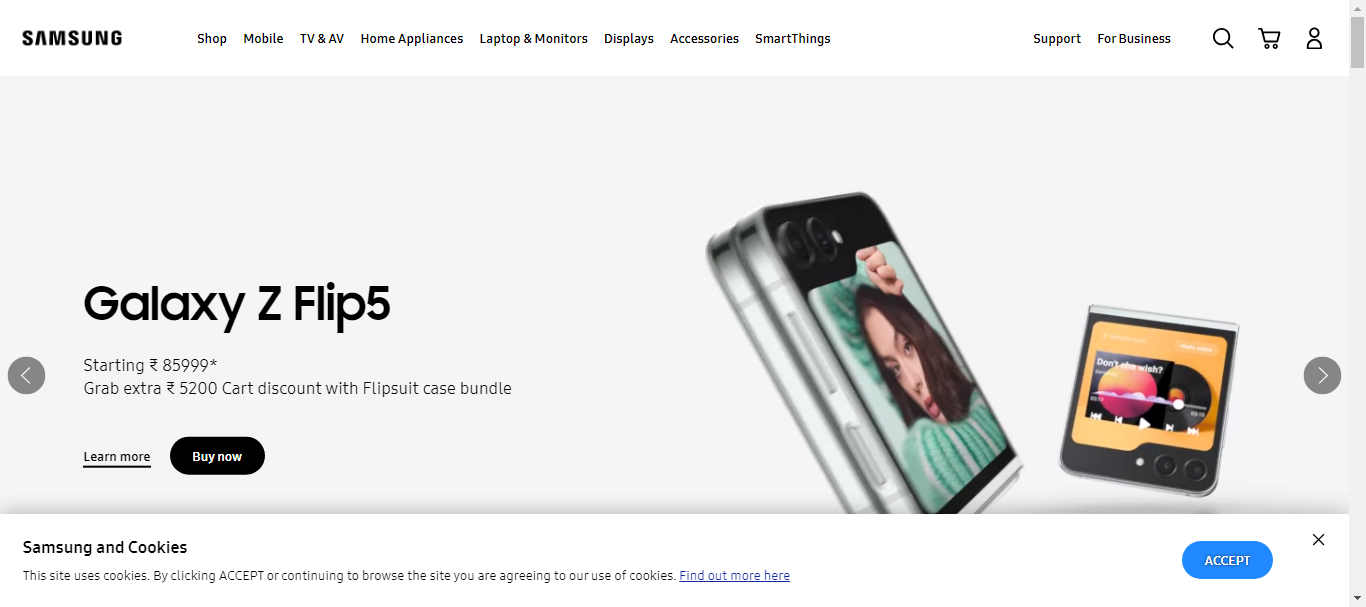 SAMSUNG
Shop Mobile TV & AV Home Appliances Laptop & Monitors Displays Accessories SmartThings Support For Business
Galaxy Z Flip5
Starting ₹ 85999*
Grab extra ₹ 5200 Cart discount with Flipsuit case bundle
Learn more Buy now
Don't she wish?
03:13
Samsung and Cookies
This site uses cookies. By clicking ACCEPT or continuing to browse the site you are agreeing to our use of cookies. Find out more here
ACCEPT